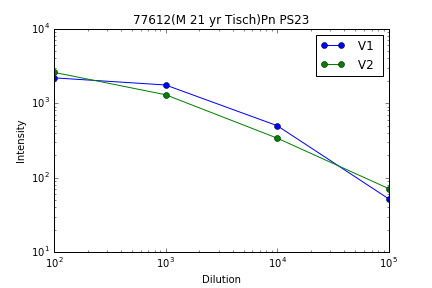 77612(M 21 yr Tisch)Pn PS23
10⁴
V1
V2
10³
Intensity
10²
10¹
10² 10³ 10⁴ 10⁵
Dilution